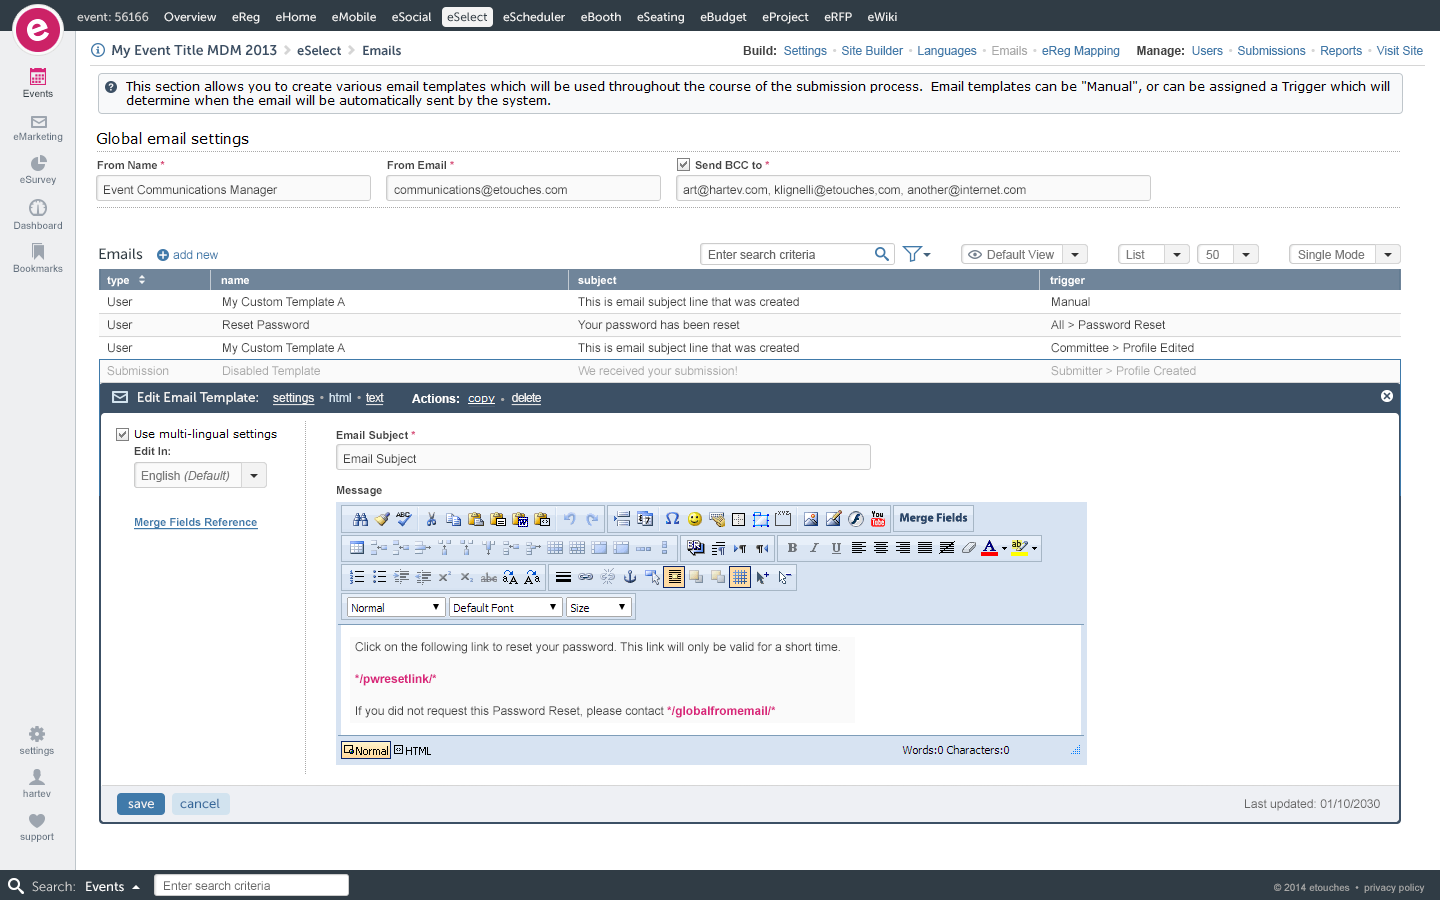 event: 56166 Overview eReg eHome eMobile eSocial eSelect eScheduler eBooth eSeating eBudget eProject eRFP eWiki
e
My Event Title MDM 2013 eSelect Emails
Build: Settings • Site Builder • Languages • Emails • eReg Mapping Manage: Users • Submissions • Reports • Visit Site
Events
eMarketing
eSurvey
Dashboard
Bookmarks
settings
hartev
support
This section allows you to create various email templates which will be used throughout the course of the submission process. Email templates can be "Manual", or can be assigned a Trigger which will
determine when the email will be automatically sent by the system.
Global email settings
From Name * From Email * Send BCC to *
Event Communications Manager communications@etouches.com art@hartev.com, klignelli@etouches,com, another@internet.com
Emails add new Enter search criteria Default View List 50 Single Mode
type name subject trigger
User My Custom Template A This is email subject line that was created Manual
User Reset Password Your password has been reset All > Password Reset
User My Custom Template A This is email subject line that was created Committee > Profile Edited
Submission Disabled Template We received your submission! Submitter > Profile Created
Edit Email Template: settings • html • text Actions: copy • delete
Use multi-lingual settings
Edit In:
English (Default)
Merge Fields Reference
Email Subject *
Email Subject
Message
Merge Fields
Normal Default Font Size
Click on the following link to reset your password. This link will only be valid for a short time.
*/pwresetlink/*
If you did not request this Password Reset, please contact */globalfromemail/*
Normal HTML Words:0 Characters:0
save cancel Last updated: 01/10/2030
Search: Events Enter search criteria © 2014 etouches • privacy policy